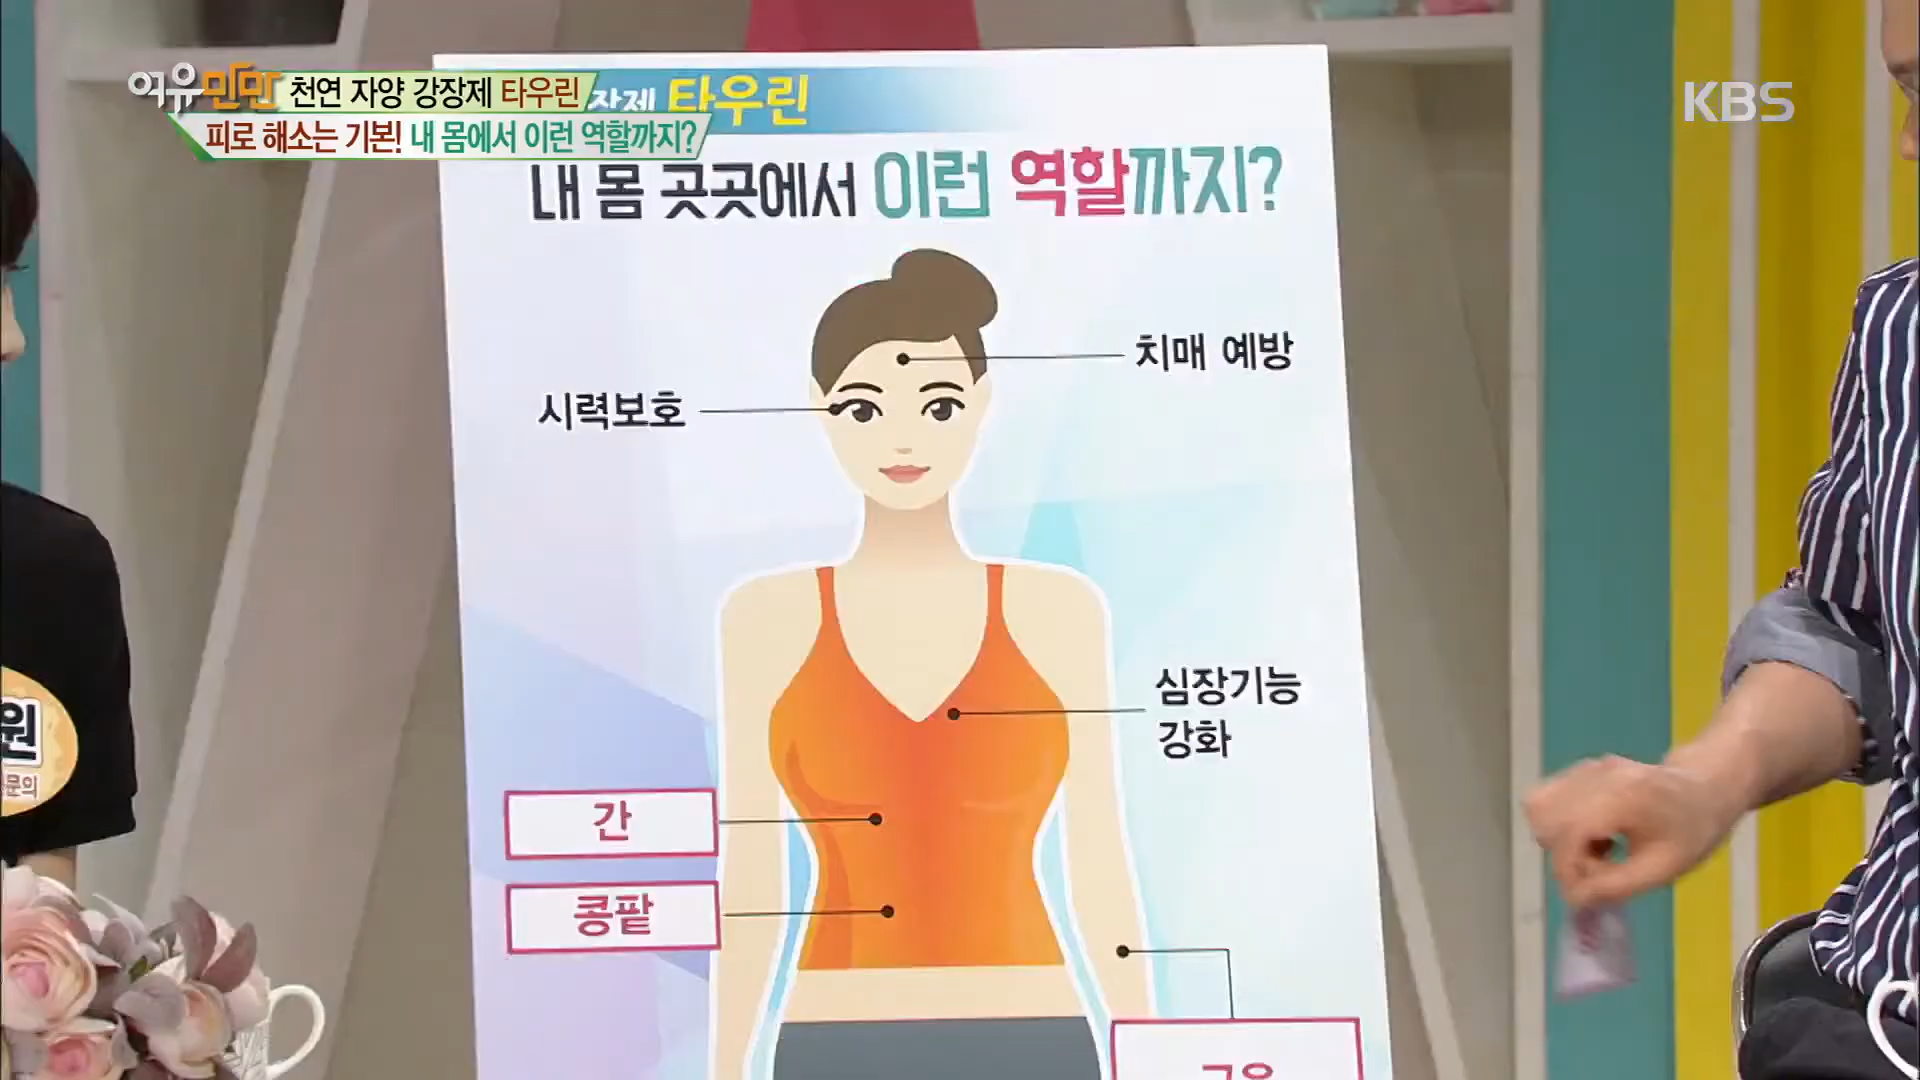 여유만만 천연 자양 강장제 타우린
KBS
피로 해소는 기본! 내 몸에서 이런 역할까지?
장제 타우린
내 몸 곳곳에서 이런 역할까지?
치매 예방
시력보호
심장기능
강화
간
콩팥
원
문의